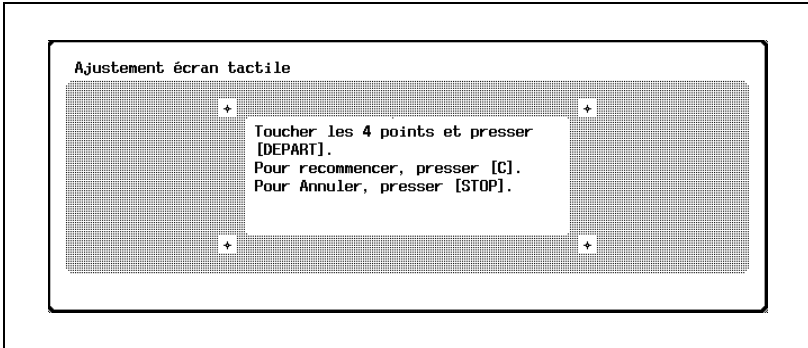 Ajustement écran tactile
Toucher les 4 points et presser
[DEPART].
Pour recommencer, presser [C].
Pour Annuler, presser [STOP].